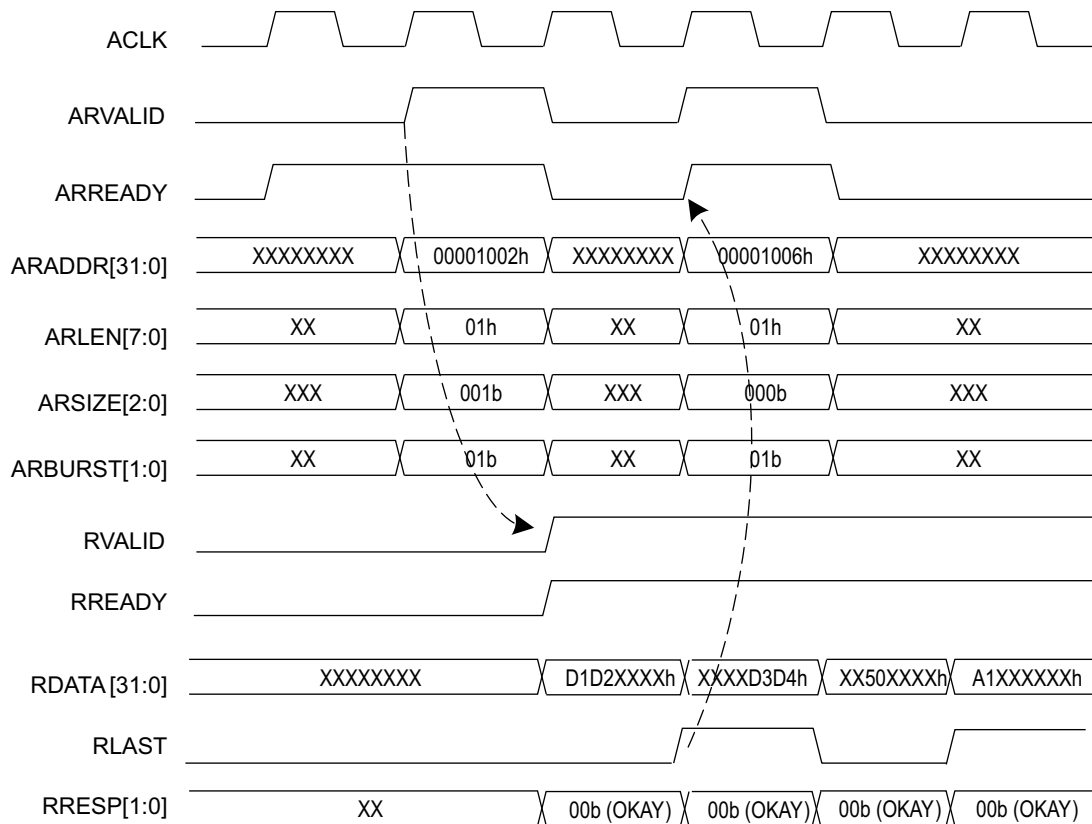 ACLK
ARVALID
ARREADY
ARADDR[31:0] XXXXXXXX 00001002h XXXXXXXX 00001006h XXXXXXXX
ARLEN[7:0] XX 01h XX 01h XX
ARSIZE[2:0] XXX 001b XXX 000b XXX
ARBURST[1:0] XX 01b XX 01b XX
RVALID
RREADY
RDATA [31:0] XXXXXXXX D1D2XXXXh XXXXD3D4h XX50XXXXh A1XXXXXXh
RLAST
RRESP[1:0] XX 00b (OKAY) 00b (OKAY) 00b (OKAY) 00b (OKAY)